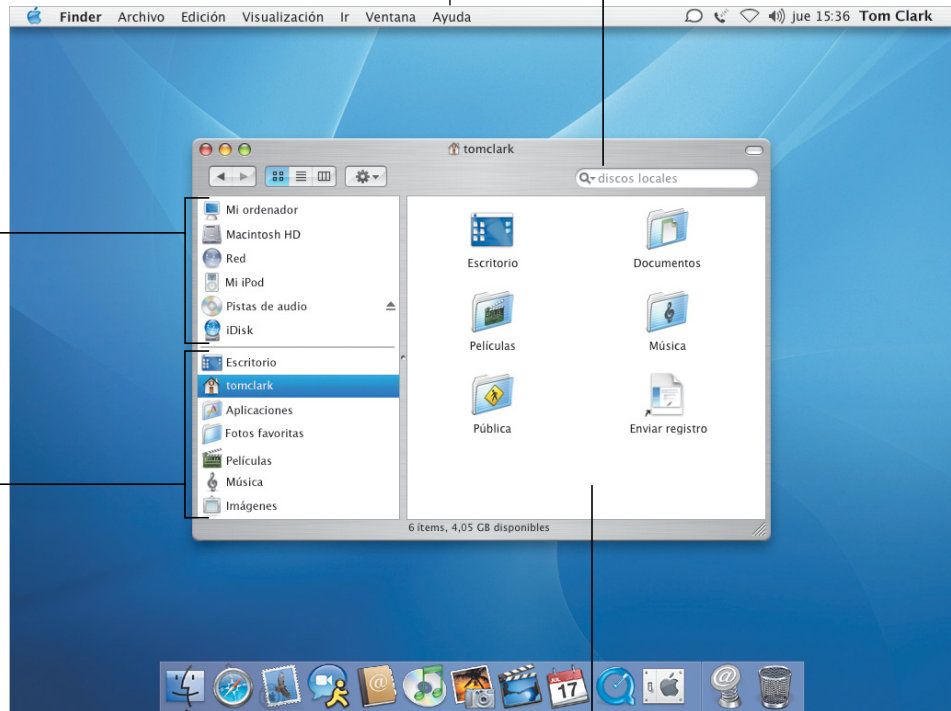 Finder Archivo Edición Visualización Ir Ventana Ayuda jue 15:36 Tom Clark
tomclark
discos locales
Mi ordenador
Macintosh HD
Red
Mi iPod
Pistas de audio
iDisk
Escritorio
tomclark
Aplicaciones
Fotos favoritas
Películas
Música
Imágenes
Escritorio Documentos
Películas Música
Pública Enviar registro
6 ítems, 4,05 GB disponibles
JUL 17